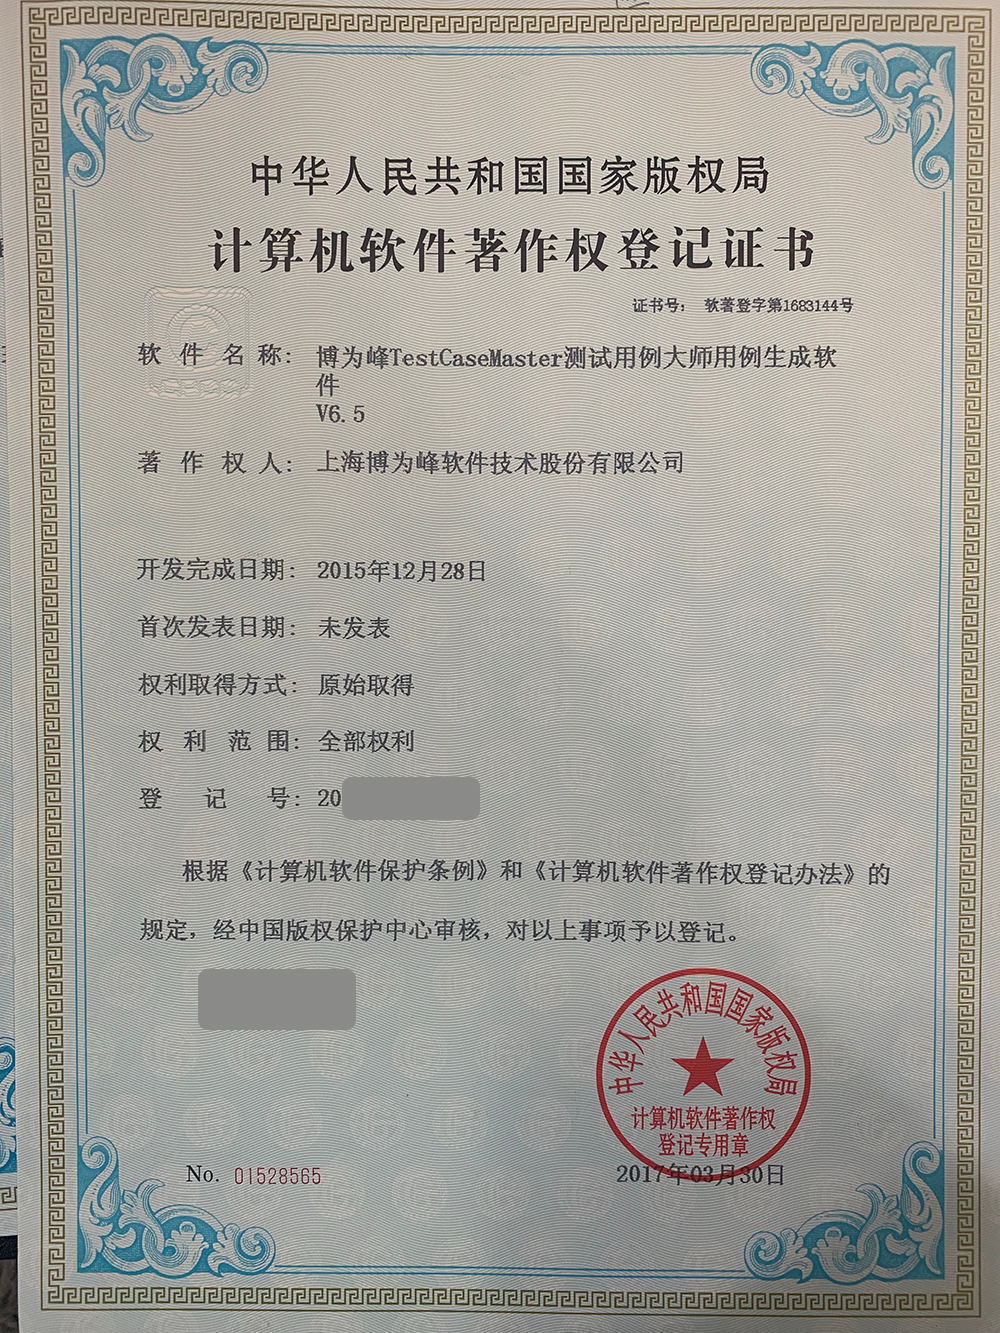 中华人民共和国国家版权局
计算机软件著作权登记证书
证书号： 软著登字第1683144号
软件名称： 博为峰TestCaseMaster测试用例大师用例生成软
件
V6.5
著作权人： 上海博为峰软件技术股份有限公司
开发完成日期： 2015年12月28日
首次发表日期： 未发表
权利取得方式： 原始取得
权利范围： 全部权利
登记号： 20
根据《计算机软件保护条例》和《计算机软件著作权登记办法》的
规定，经中国版权保护中心审核，对以上事项予以登记。
中华人民共和国国家版权局
计算机软件著作权
登记专用章
No. 01528565
2017年03月30日